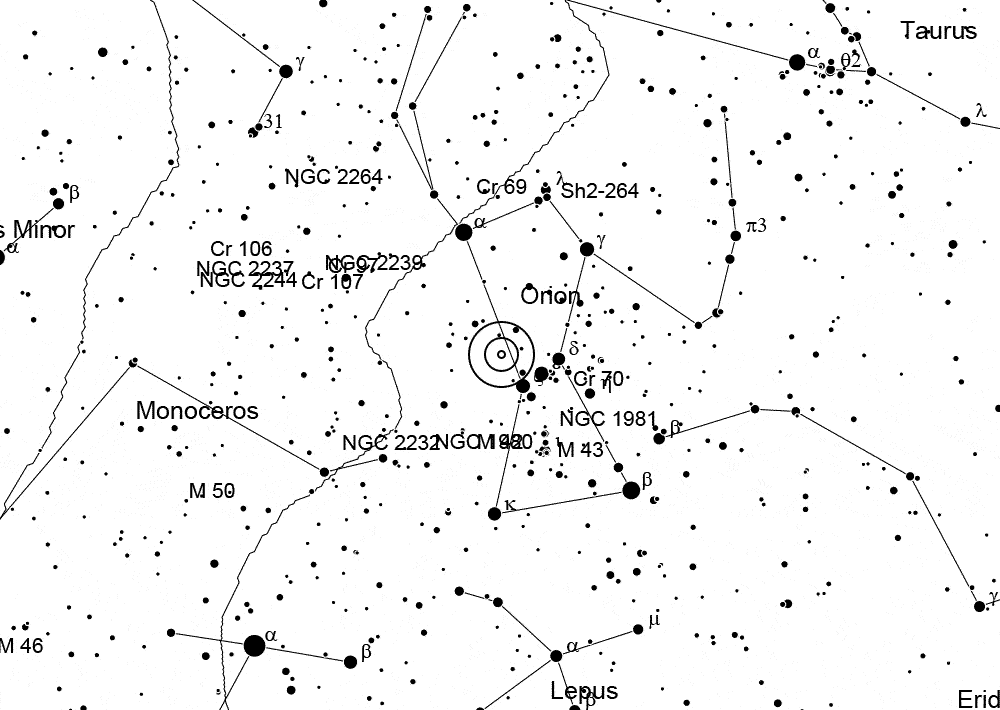 Taurus
α
θ2
γ
31
λ
NGC 2264
Cr 69
λ
Sh2-264
β
s Minor
α
α
π3
γ
Cr 106
NGC 2239
NGC 2237
NGC 2244
Cr 107
Orion
δ
Cr 70
η
Monoceros
NGC 1981
β
NGC 2232
M 43
M 50
β
κ
γ
α
M 46
β
μ
α
Lepus
β
Erid